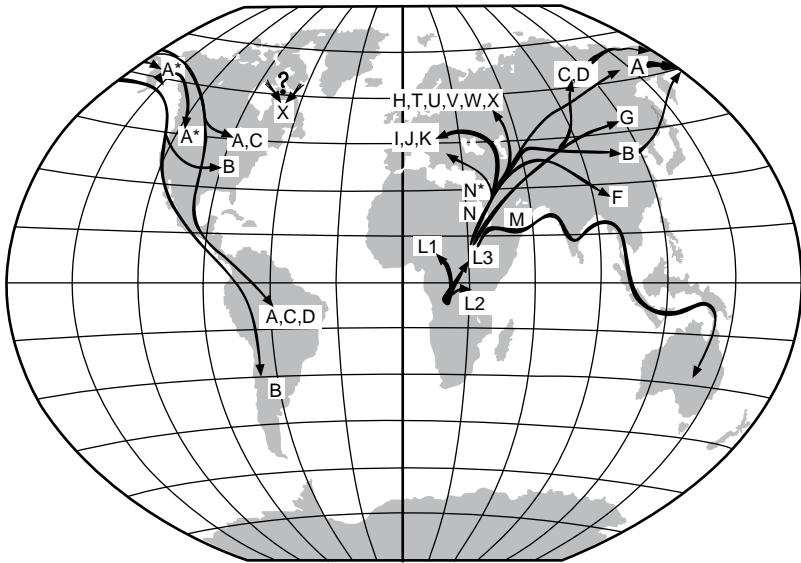 A*
C,D
A
?
X
H,T,U,V,W,X
G
A*
A,C
I,J,K
B
B
N*
F
N
M
L1
L3
L2
A,C,D
B